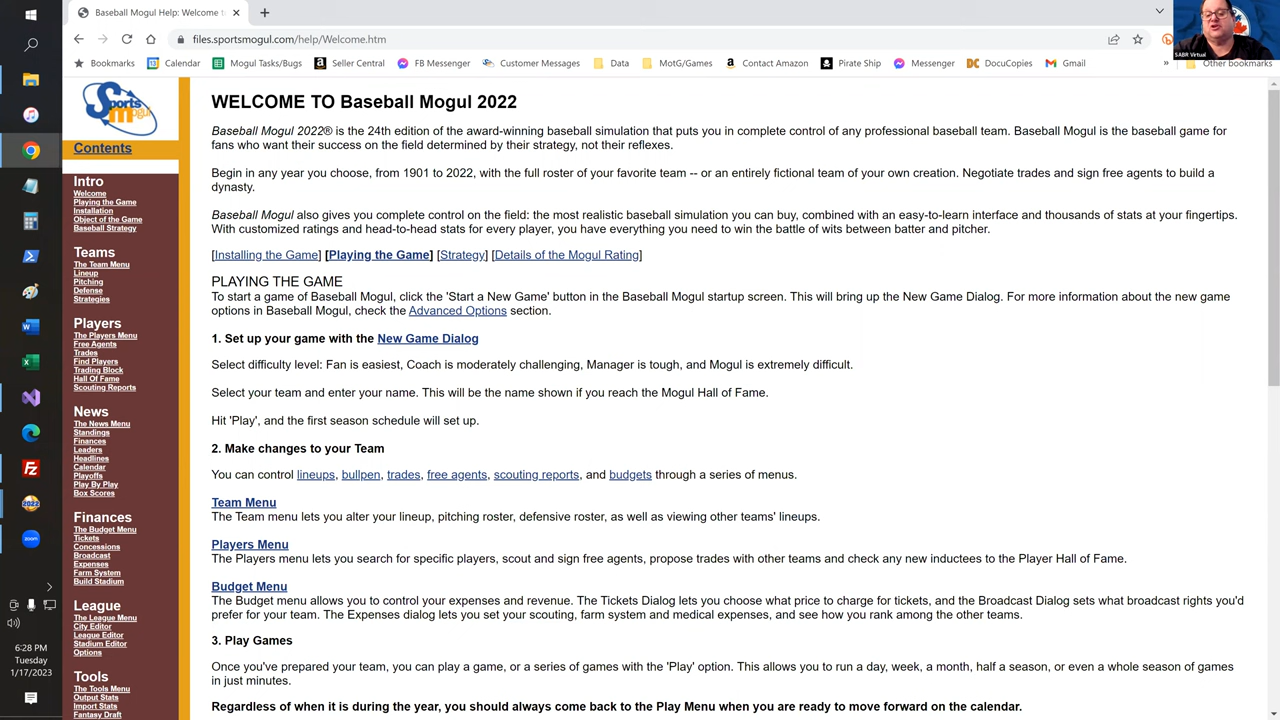 Baseball Mogul Help: Welcome t
files.sportsmogul.com/help/Welcome.htm
Bookmarks
Calendar
Mogul Tasks/Bugs
Seller Central
FB Messenger
Customer Messages
Data
MotG/Games
Contact Amazon
Pirate Ship
Messenger
DocuCopies
Gmail
»
Other bookmarks
SABR Virtual
Sports
mogul
Contents
Intro
Welcome
Playing the Game
Installation
Object of the Game
Baseball Strategy
Teams
The Team Menu
Lineup
Pitching
Defense
Strategies
Players
The Players Menu
Free Agents
Trades
Find Players
Trading Block
Hall Of Fame
Scouting Reports
News
The News Menu
Standings
Finances
Leaders
Headlines
Calendar
Playoffs
Play By Play
Box Scores
Finances
The Budget Menu
Tickets
Concessions
Broadcast
Expenses
Farm System
Build Stadium
League
The League Menu
City Editor
League Editor
Stadium Editor
Options
Tools
The Tools Menu
Output Stats
Import Stats
Fantasy Draft
WELCOME TO Baseball Mogul 2022
Baseball Mogul 2022® is the 24th edition of the award-winning baseball simulation that puts you in complete control of any professional baseball team. Baseball Mogul is the baseball game for
fans who want their success on the field determined by their strategy, not their reflexes.
Begin in any year you choose, from 1901 to 2022, with the full roster of your favorite team -- or an entirely fictional team of your own creation. Negotiate trades and sign free agents to build a
dynasty.
Baseball Mogul also gives you complete control on the field: the most realistic baseball simulation you can buy, combined with an easy-to-learn interface and thousands of stats at your fingertips.
With customized ratings and head-to-head stats for every player, you have everything you need to win the battle of wits between batter and pitcher.
[Installing the Game] [Playing the Game] [Strategy] [Details of the Mogul Rating]
PLAYING THE GAME
To start a game of Baseball Mogul, click the 'Start a New Game' button in the Baseball Mogul startup screen. This will bring up the New Game Dialog. For more information about the new game
options in Baseball Mogul, check the Advanced Options section.
1. Set up your game with the New Game Dialog
Select difficulty level: Fan is easiest, Coach is moderately challenging, Manager is tough, and Mogul is extremely difficult.
Select your team and enter your name. This will be the name shown if you reach the Mogul Hall of Fame.
Hit 'Play', and the first season schedule will set up.
2. Make changes to your Team
You can control lineups, bullpen, trades, free agents, scouting reports, and budgets through a series of menus.
Team Menu
The Team menu lets you alter your lineup, pitching roster, defensive roster, as well as viewing other teams' lineups.
Players Menu
The Players menu lets you search for specific players, scout and sign free agents, propose trades with other teams and check any new inductees to the Player Hall of Fame.
Budget Menu
The Budget menu allows you to control your expenses and revenue. The Tickets Dialog lets you choose what price to charge for tickets, and the Broadcast Dialog sets what broadcast rights you'd
prefer for your team. The Expenses dialog lets you set your scouting, farm system and medical expenses, and see how you rank among the other teams.
3. Play Games
Once you've prepared your team, you can play a game, or a series of games with the 'Play' option. This allows you to run a day, week, a month, half a season, or even a whole season of games
in just minutes.
Regardless of when it is during the year, you should always come back to the Play Menu when you are ready to move forward on the calendar.
zoom
2022
6:28 PM
Tuesday
1/17/2023